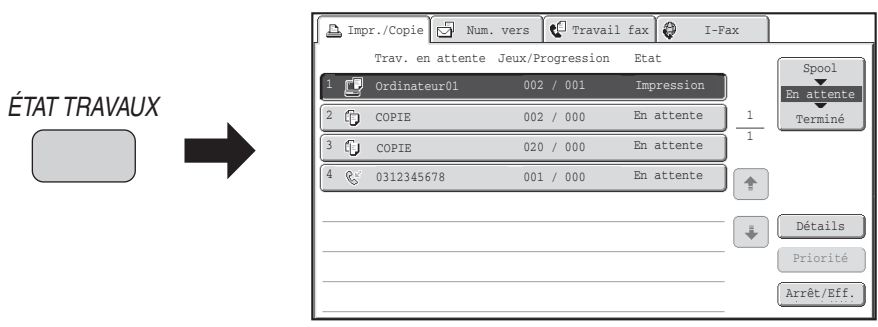 ÉTAT TRAVAUX
Impr./Copie Num. vers Travail fax I-Fax
Trav. en attente Jeux/Progression Etat
1 Ordinateur01 002 / 001 Impression
2 COPIE 002 / 000 En attente
3 COPIE 020 / 000 En attente
4 0312345678 001 / 000 En attente
1
1
Spool
En attente
Terminé
Détails
Priorité
Arrêt/Eff.